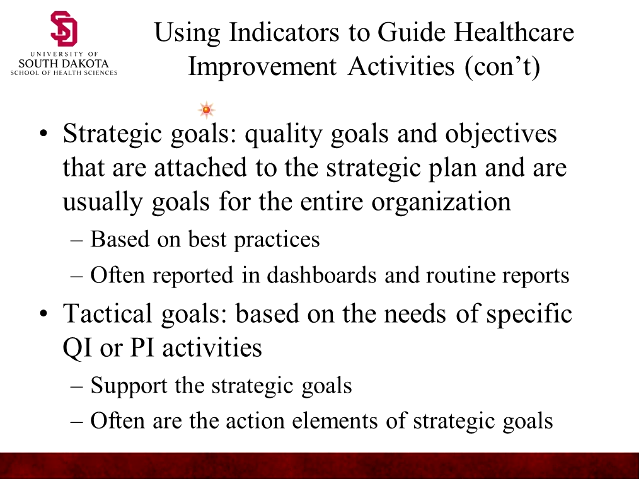 SD
UNIVERSITY OF
SOUTH DAKOTA
SCHOOL OF HEALTH SCIENCES
Using Indicators to Guide Healthcare
Improvement Activities (con’t)
• Strategic goals: quality goals and objectives
that are attached to the strategic plan and are
usually goals for the entire organization
– Based on best practices
– Often reported in dashboards and routine reports
• Tactical goals: based on the needs of specific
QI or PI activities
– Support the strategic goals
– Often are the action elements of strategic goals